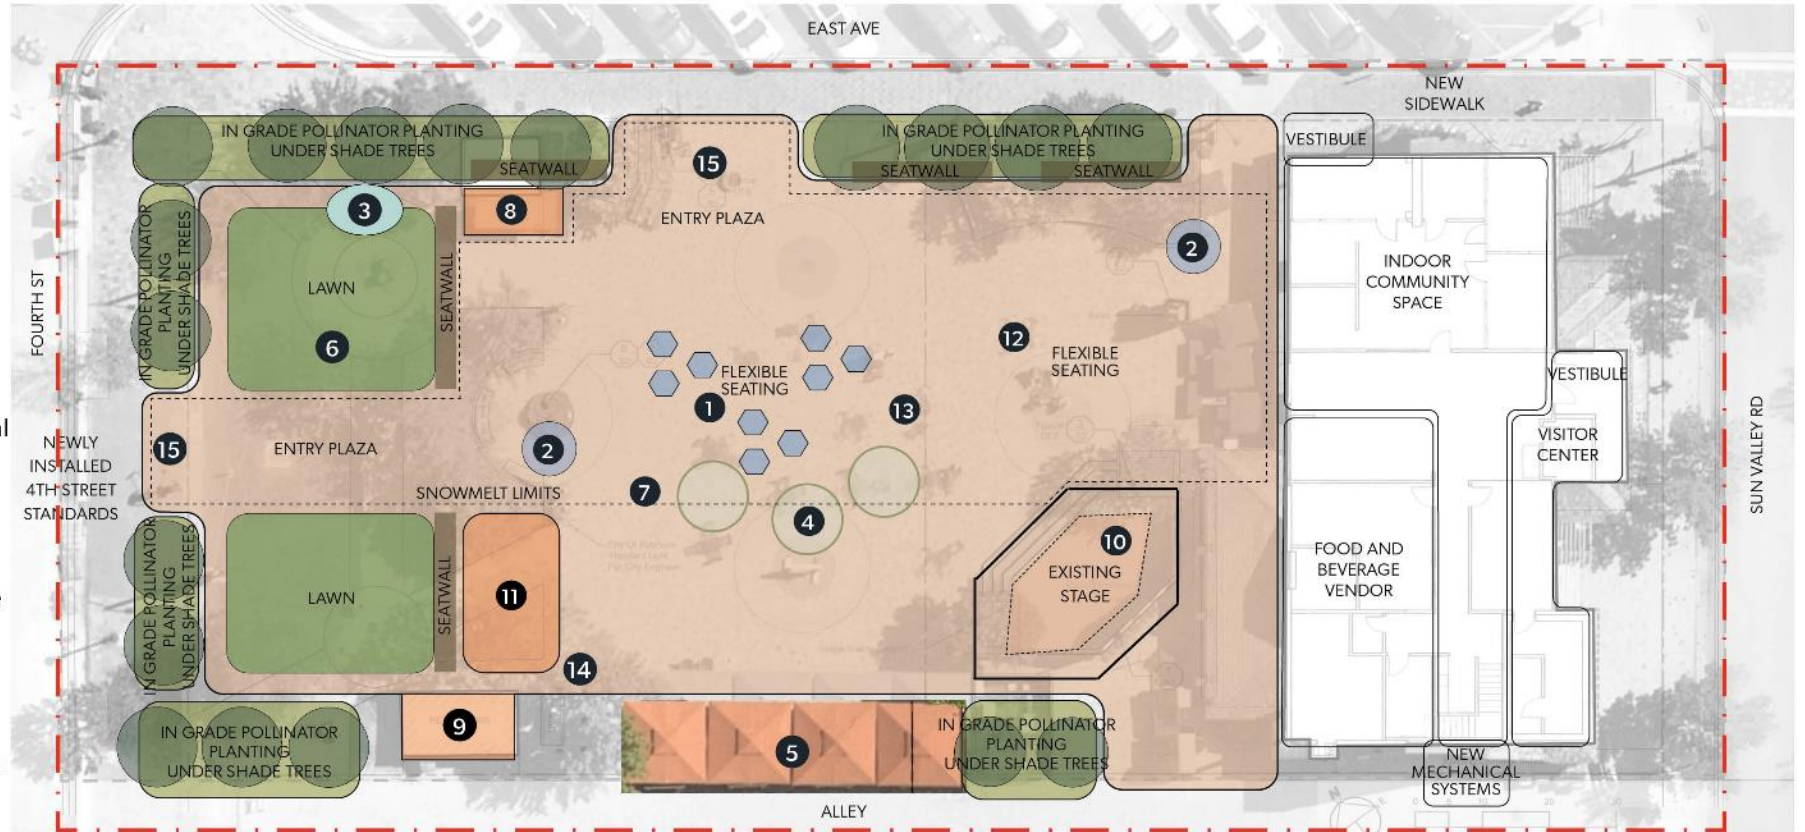 EAST AVE
NEW
SIDEWALK
IN GRADE POLLINATOR PLANTING
UNDER SHADE TREES
SEATWALL
15
ENTRY PLAZA
IN GRADE POLLINATOR PLANTING
UNDER SHADE TREES
SEATWALL
SEATWALL
VESTIBULE
FOURTH ST
IN GRADE POLLINATOR
PLANTING
UNDER SHADE TREES
3
8
LAWN
6
SEATWALL
2
12
FLEXIBLE
SEATING
FLEXIBLE
SEATING
1
13
INDOOR
COMMUNITY
SPACE
VESTIBULE
VISITOR
CENTER
SUN VALLEY RD
al
NEWLY
INSTALLED
4TH STREET
STANDARDS
15
ENTRY PLAZA
2
SNOWMELT LIMITS
7
4
10
EXISTING
STAGE
FOOD AND
BEVERAGE
VENDOR
IN GRADE POLLINATOR
PLANTING
UNDER SHADE TREES
LAWN
SEATWALL
11
14
IN GRADE POLLINATOR
PLANTING
UNDER SHADE TREES
9
5
IN GRADE POLLINATOR
PLANTING
UNDER SHADE TREES
NEW
MECHANICAL
SYSTEMS
ALLEY
N
E